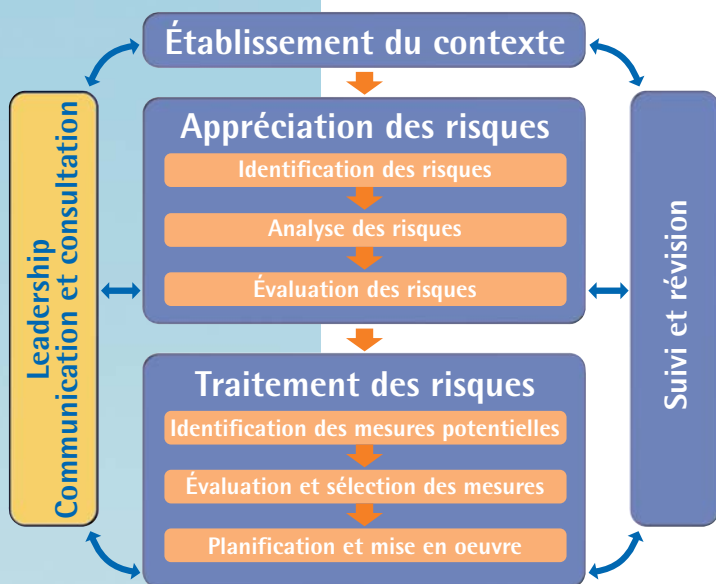 Établissement du contexte
Leadership
Communication et consultation
Appréciation des risques
Identification des risques
Analyse des risques
Évaluation des risques
Traitement des risques
Identification des mesures potentielles
Évaluation et sélection des mesures
Planification et mise en oeuvre
Suivi et révision